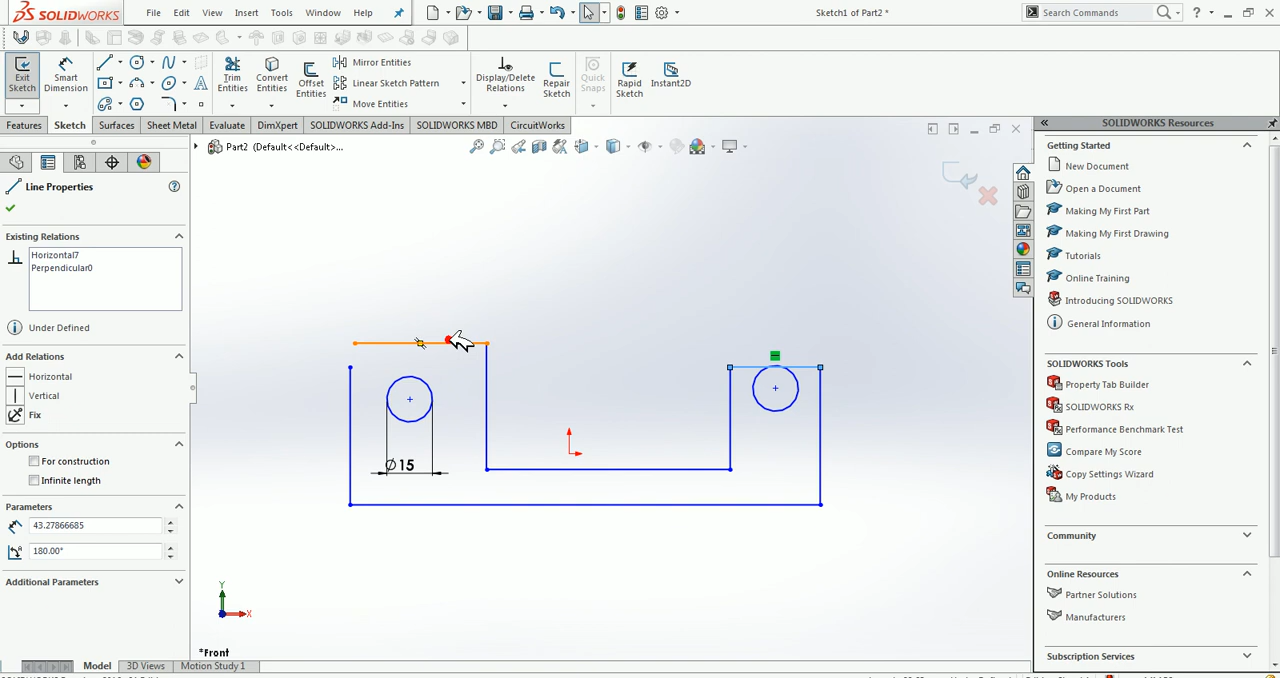 SOLIDWORKS File Edit View Insert Tools Window Help Sketch1 of Part2 * Search Commands ?
Exit Sketch
Smart Dimension
Trim Entities
Convert Entities
Offset Entities
Mirror Entities
Linear Sketch Pattern
Move Entities
Display/Delete Relations
Repair Sketch
Quick Snaps
Rapid Sketch
Instant2D
Features Sketch Surfaces Sheet Metal Evaluate DimXpert SOLIDWORKS Add-Ins SOLIDWORKS MBD CircuitWorks
Part2 (Default<<Default>...
Line Properties
Existing Relations
Horizontal7
Perpendicular0
Under Defined
Add Relations
Horizontal
Vertical
Fix
Options
For construction
Infinite length
Parameters
43.27866685
180.00°
Additional Parameters
Ø15
Y
X
*Front
Model 3D Views Motion Study 1
SOLIDWORKS Resources
Getting Started
New Document
Open a Document
Making My First Part
Making My First Drawing
Tutorials
Online Training
Introducing SOLIDWORKS
General Information
SOLIDWORKS Tools
Property Tab Builder
SOLIDWORKS Rx
Performance Benchmark Test
Compare My Score
Copy Settings Wizard
My Products
Community
Online Resources
Partner Solutions
Manufacturers
Subscription Services